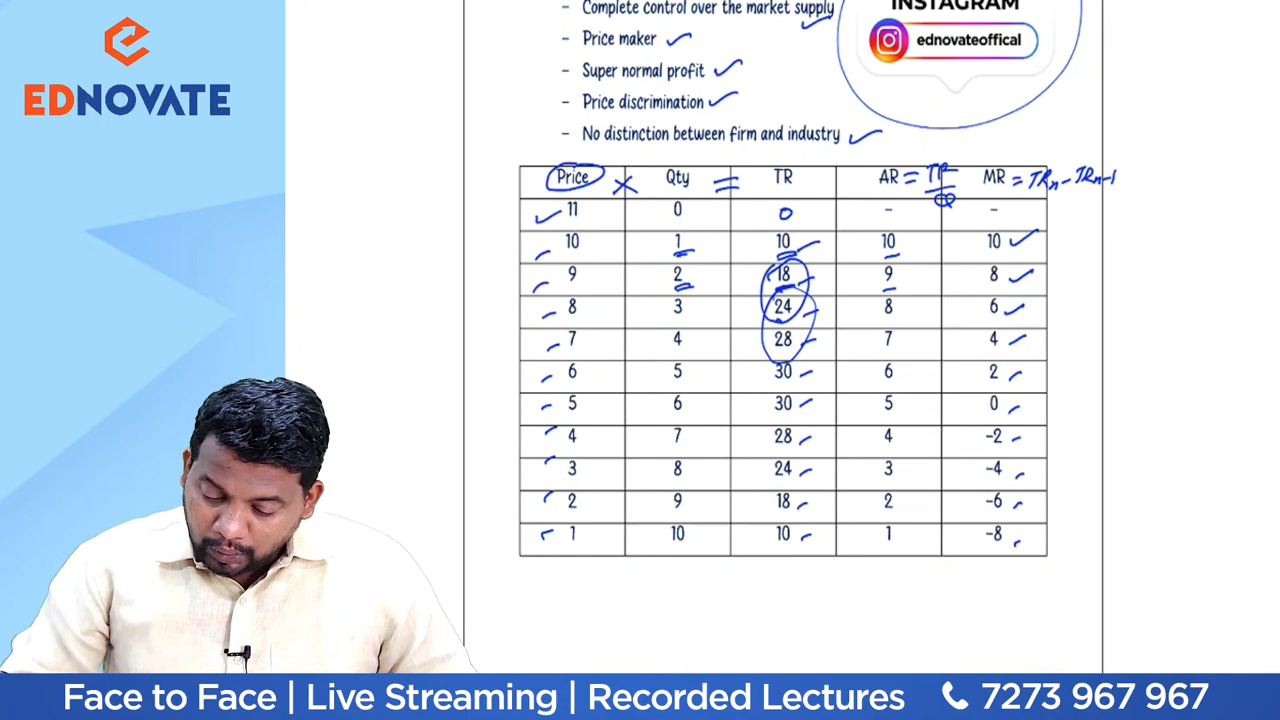 EDNOVATE
- Complete control over the market supply
- Price maker
- Super normal profit
- Price discrimination
- No distinction between firm and industry
INSTAGRAM
ednovateoffical
Price × Qty = TR AR = TR/Q MR = TRn - TRn-1
11 0 0 - -
10 1 10 10 10
9 2 18 9 8
8 3 24 8 6
7 4 28 7 4
6 5 30 6 2
5 6 30 5 0
4 7 28 4 -2
3 8 24 3 -4
2 9 18 2 -6
1 10 10 1 -8
Face to Face | Live Streaming | Recorded Lectures 7273 967 967